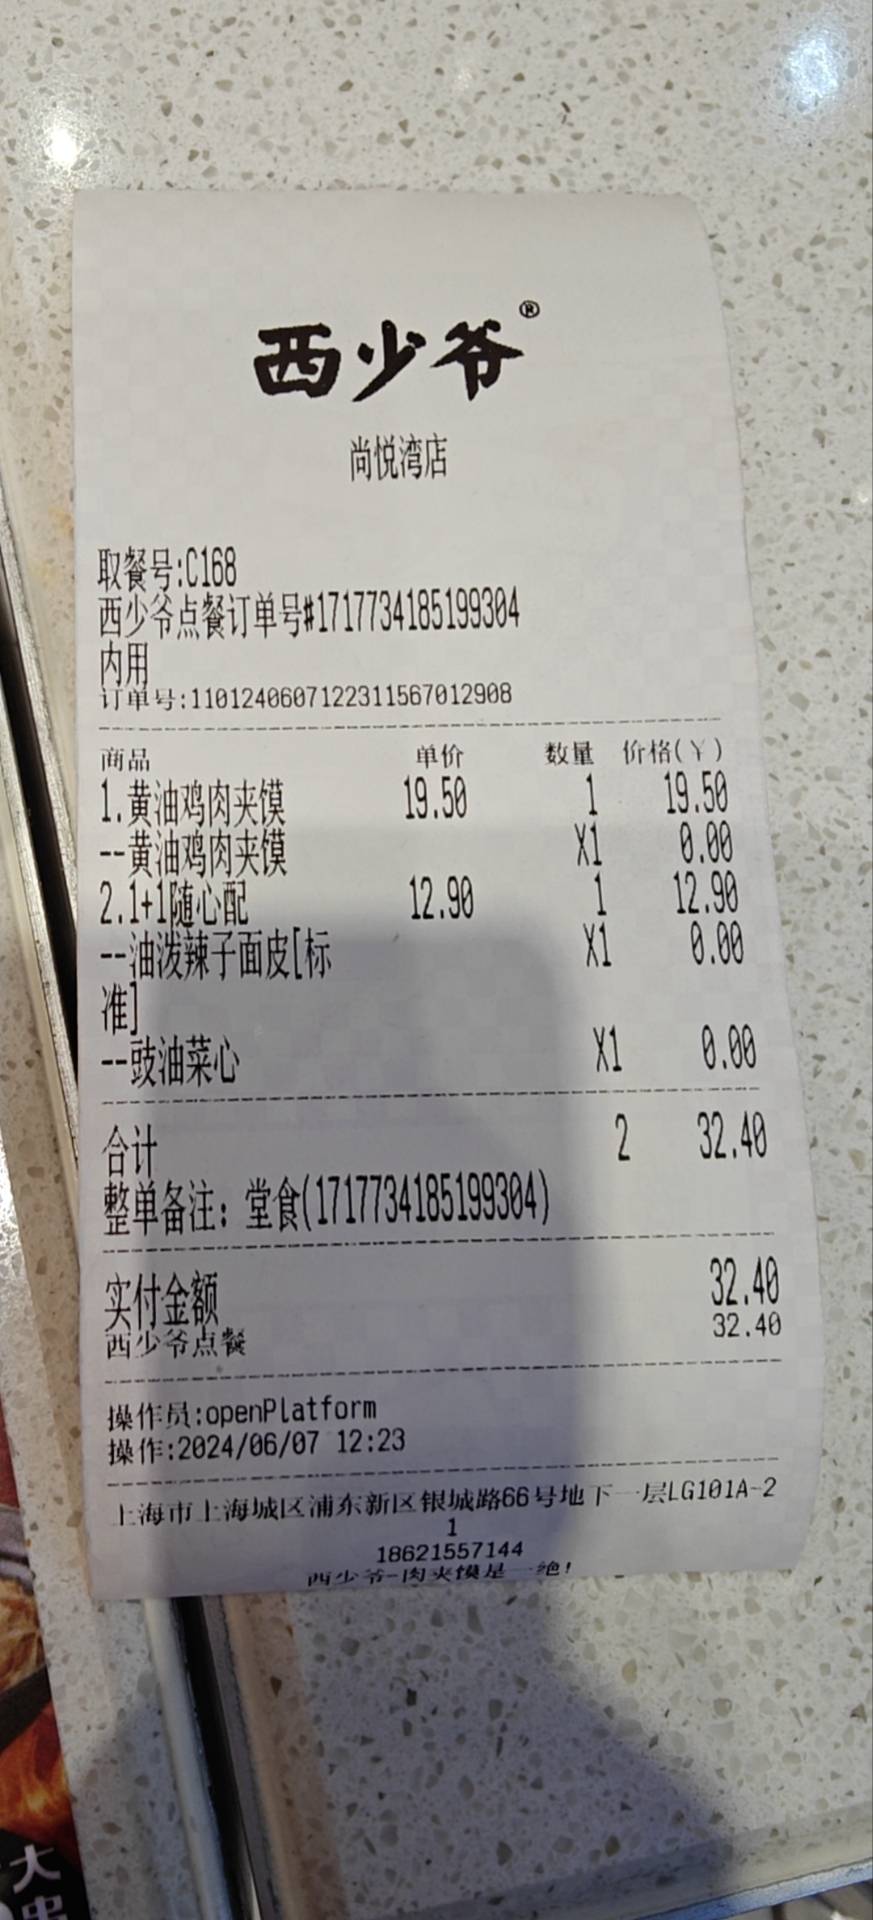 西少爷®
尚悦湾店
取餐号:C168
西少爷点餐订单号#1717734185199304
内用
订单号:11012406071223115670​12908
商品 单价 数量 价格(¥)
1.黄油鸡肉夹馍 19.50 1 19.50
--黄油鸡肉夹馍 X1 0.00
2.1+1随心配 12.90 1 12.90
--油泼辣子面皮[标 X1 0.00
准]
--豉油菜心 X1 0.00
合计 2 32.40
整单备注：堂食(1717734185199304)
实付金额 32.40
西少爷点餐 32.40
操作员:openPlatform
操作:2024/06/07 12:23
上海市上海城区浦东新区银城路66号地下一层LG101A-2
1
18621557144
西少爷-肉夹馍是一绝!
大
串